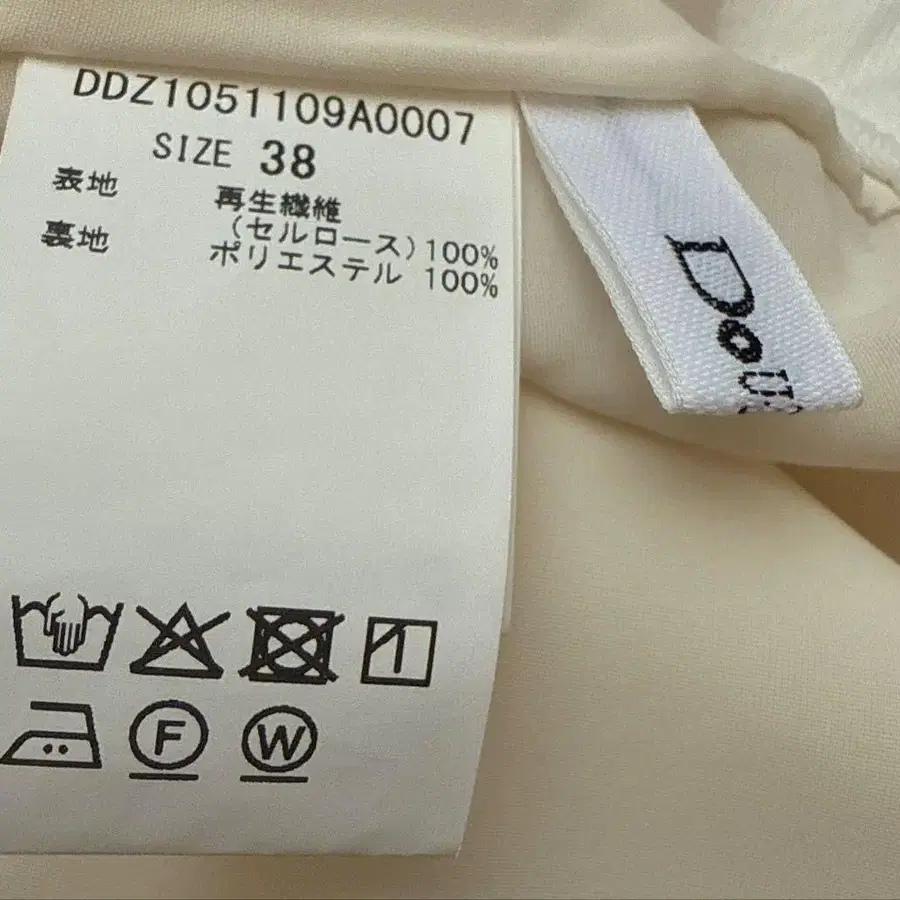 DDZ1051109A0007
SIZE 38
表地 再生繊維
(セルロース)100%
裏地 ポリエステル 100%
F
W